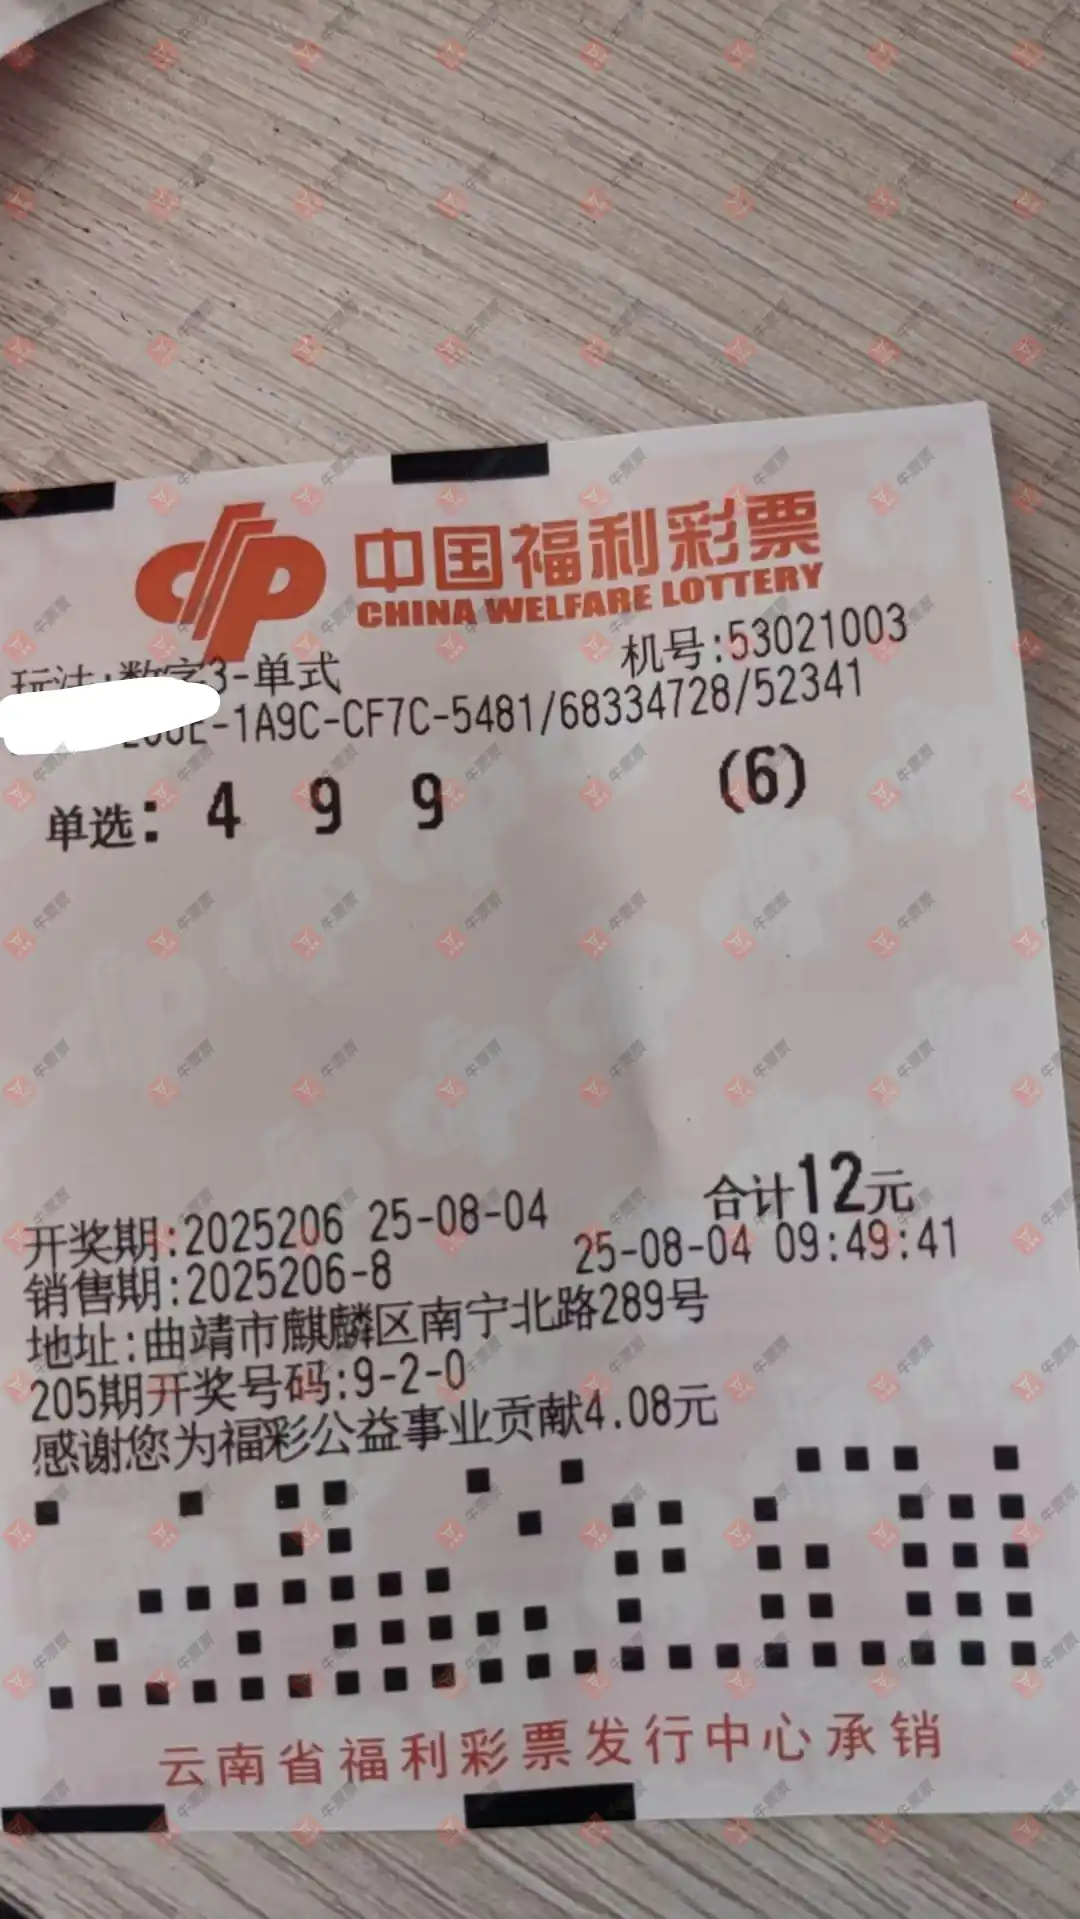 中国福利彩票
CHINA WELFARE LOTTERY
机号:53021003
玩法:数字3-单式
-1A9C-CF7C-5481/68334728/52341
单选: 4 9 9 (6)
合计12元
开奖期:2025206 25-08-04
销售期:2025206-8 25-08-04 09:49:41
地址:曲靖市麒麟区南宁北路289号
205期开奖号码:9-2-0
感谢您为福彩公益事业贡献4.08元
云南省福利彩票发行中心承销